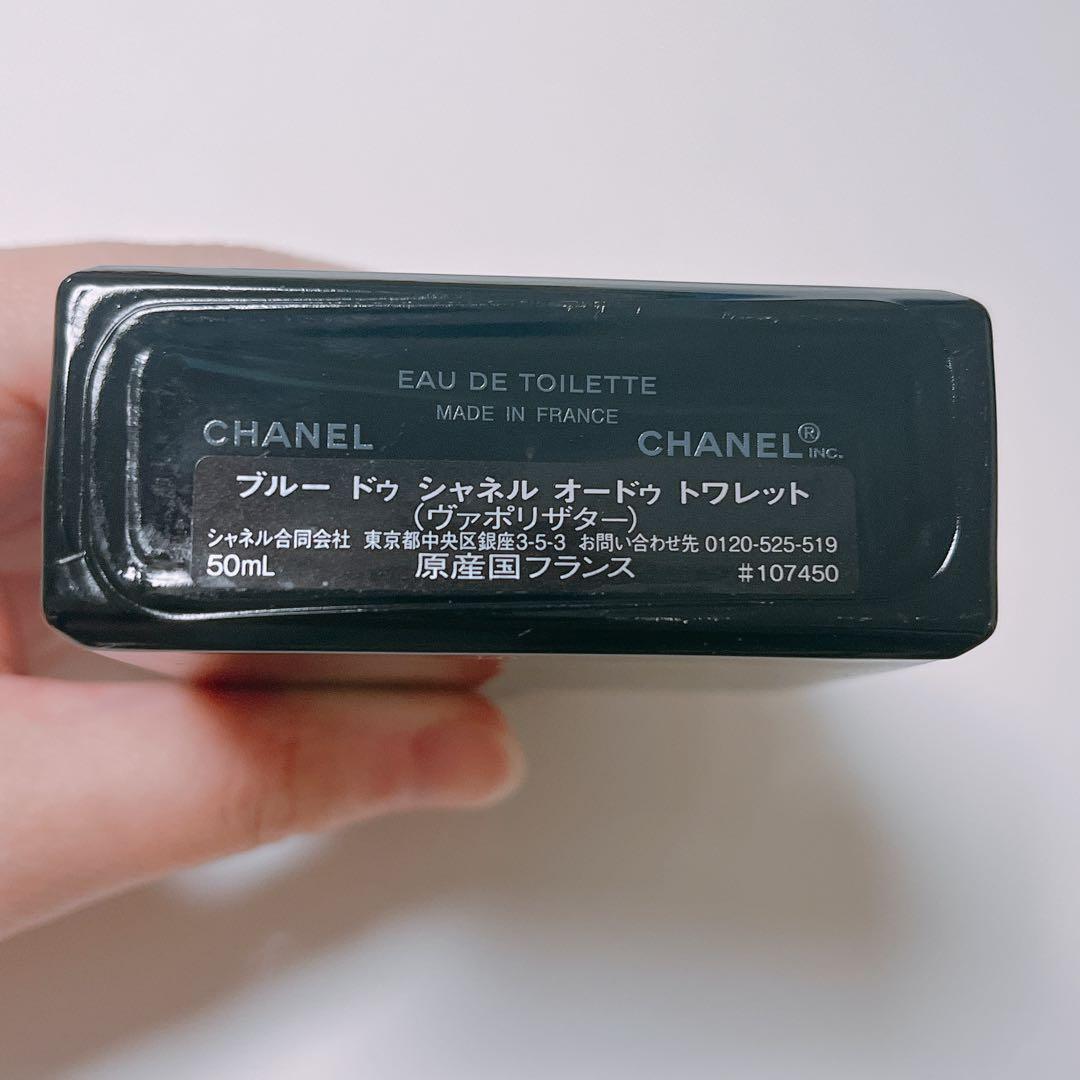 EAU DE TOILETTE
MADE IN FRANCE
CHANEL CHANEL® INC.
ブルー ドゥ シャネル オードゥ トワレット
(ヴァポリザター)
シャネル合同会社 東京都中央区銀座3-5-3 お問い合わせ先 0120-525-519
50mL 原産国フランス #107450